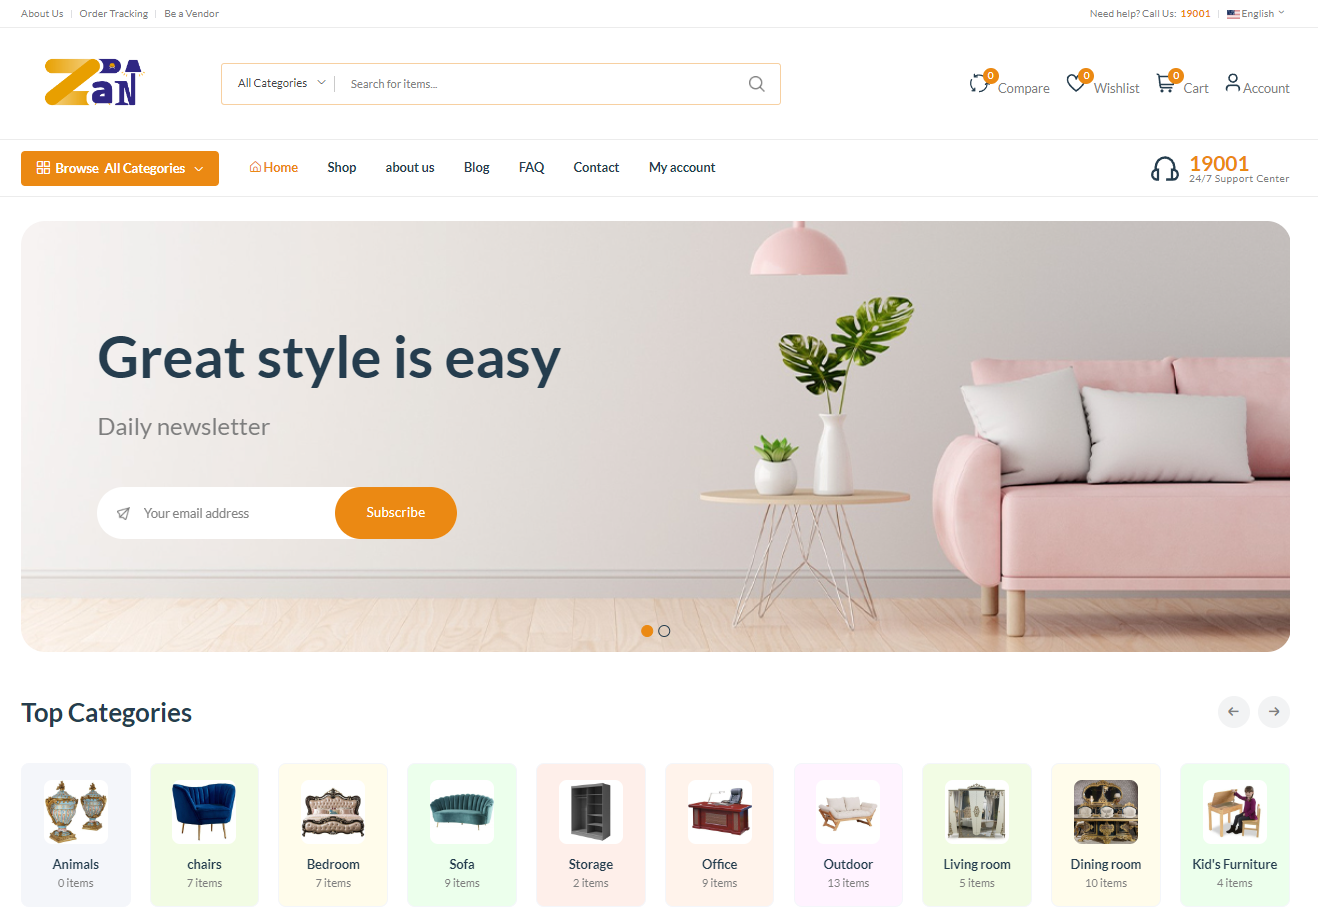 About Us
Order Tracking
Be a Vendor
Need help? Call Us: 19001
English
ZBAZAN
All Categories
Search for items...
0
Compare
0
Wishlist
0
Cart
Account
Browse All Categories
Home
Shop
about us
Blog
FAQ
Contact
My account
19001
24/7 Support Center
Great style is easy
Daily newsletter
Your email address
Subscribe
Top Categories
Animals
0 items
chairs
7 items
Bedroom
7 items
Sofa
9 items
Storage
2 items
Office
9 items
Outdoor
13 items
Living room
5 items
Dining room
10 items
Kid's Furniture
4 items